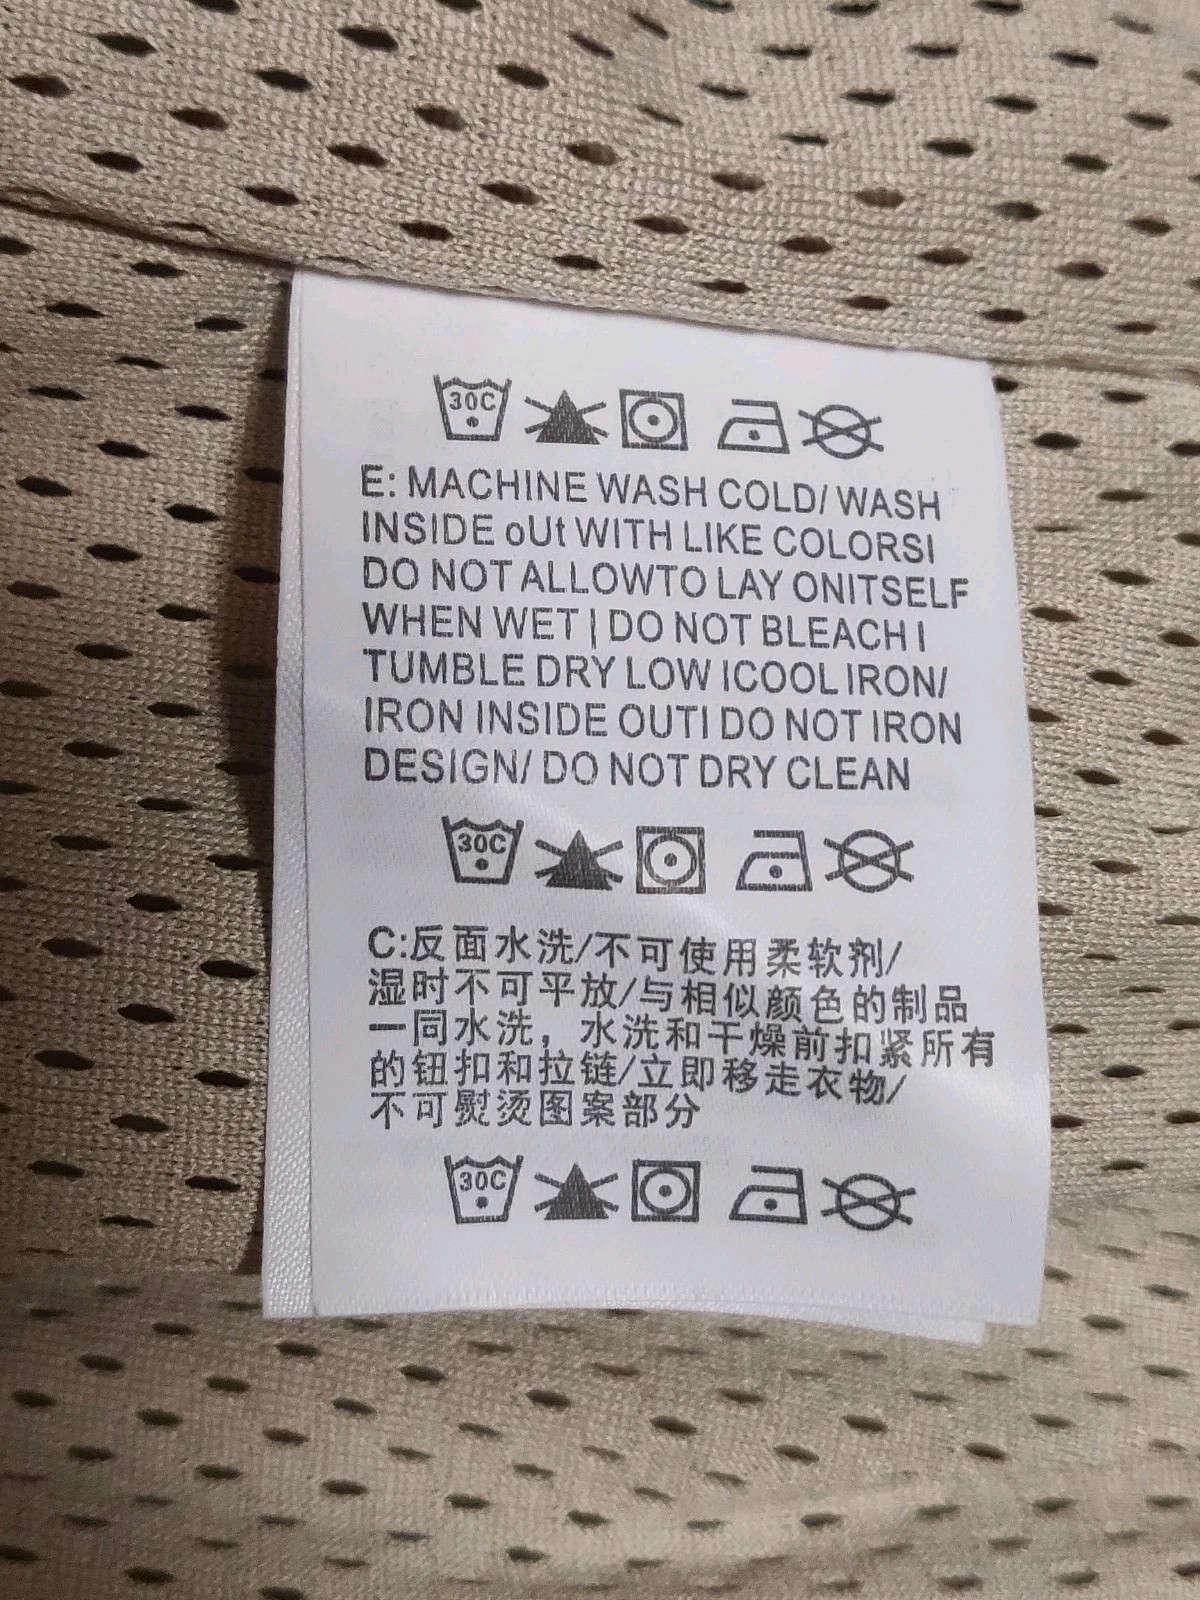 30C
E: MACHINE WASH COLD/ WASH
INSIDE oUt WITH LIKE COLORSI
DO NOT ALLOWTO LAY ONITSELF
WHEN WET | DO NOT BLEACH I
TUMBLE DRY LOW ICOOL IRON/
IRON INSIDE OUTI DO NOT IRON
DESIGN/ DO NOT DRY CLEAN
30C
C:反面水洗/不可使用柔软剂/
湿时不可平放/与相似颜色的制品
一同水洗，水洗和干燥前扣紧所有
的钮扣和拉链/立即移走衣物/
不可熨烫图案部分
30C